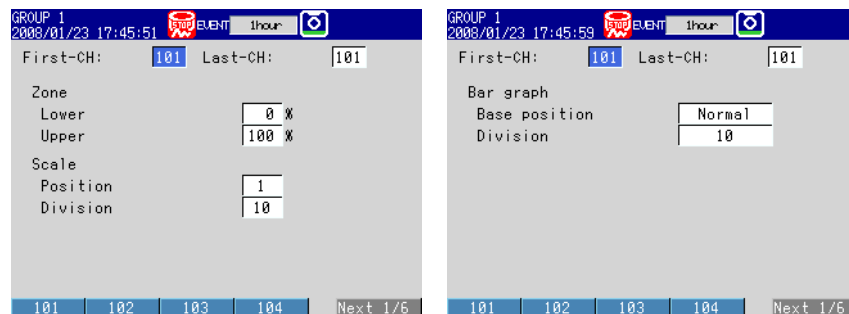 GROUP 1
2008/01/23 17:45:51 STOP EVENT 1hour
First-CH: 101 Last-CH: 101
Zone
Lower 0 %
Upper 100 %
Scale
Position 1
Division 10
101 102 103 104 Next 1/6
GROUP 1
2008/01/23 17:45:59 STOP EVENT 1hour
First-CH: 101 Last-CH: 101
Bar graph
Base position Normal
Division 10
101 102 103 104 Next 1/6